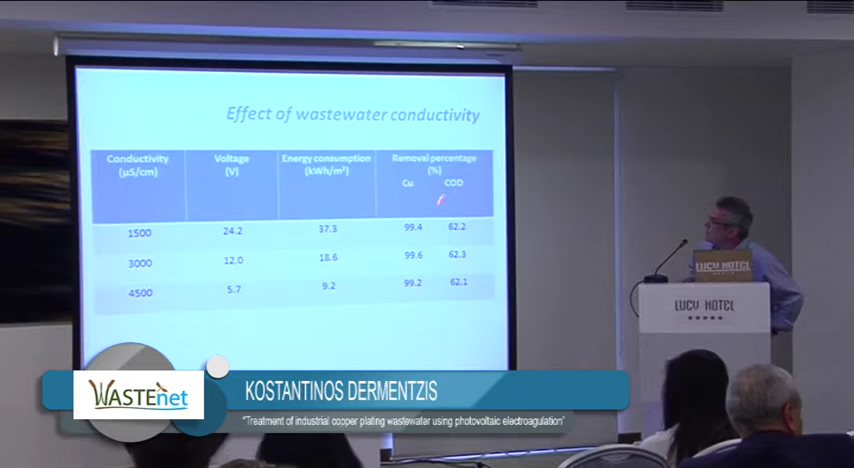 Effect of wastewater conductivity
Conductivity Voltage Energy consumption Removal percentage
(µS/cm) (V) (kWh/m³) (%)
Cu COD
1500 24.2 37.3 99.4 62.2
3000 12.0 18.6 99.6 62.3
4500 5.7 9.2 99.2 62.1
LUCY HOTEL
LUCY HOTEL
WASTEnet
KOSTANTINOS DERMENTZIS
"Treatment of industrial copper plating wastewater using photovoltaic electroagulation"